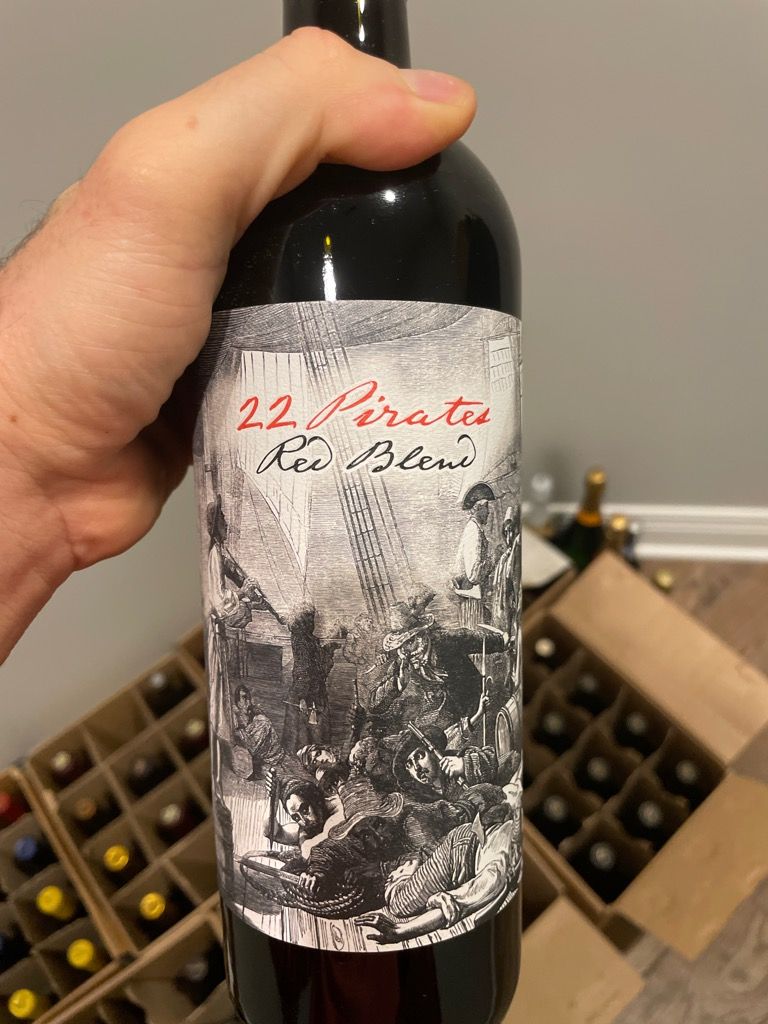 22 Pirates
Red Blend